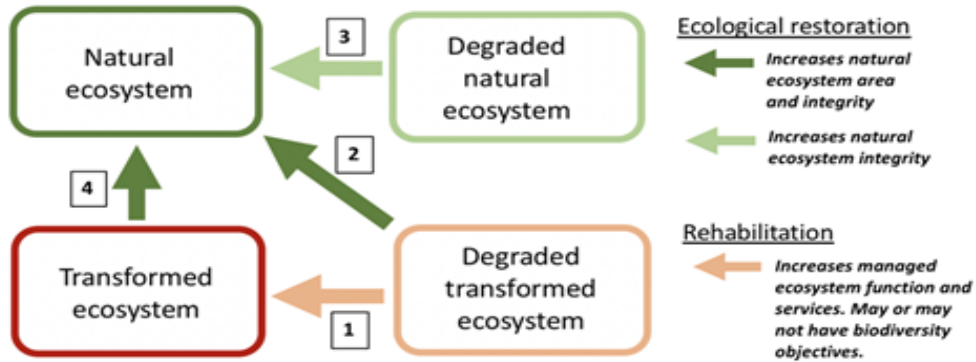 Natural
ecosystem
3
Degraded
natural
ecosystem
Ecological restoration
Increases natural
ecosystem area
and integrity
Increases natural
ecosystem integrity
4
2
Transformed
ecosystem
1
Degraded
transformed
ecosystem
Rehabilitation
Increases managed
ecosystem function and
services. May or may
not have biodiversity
objectives.